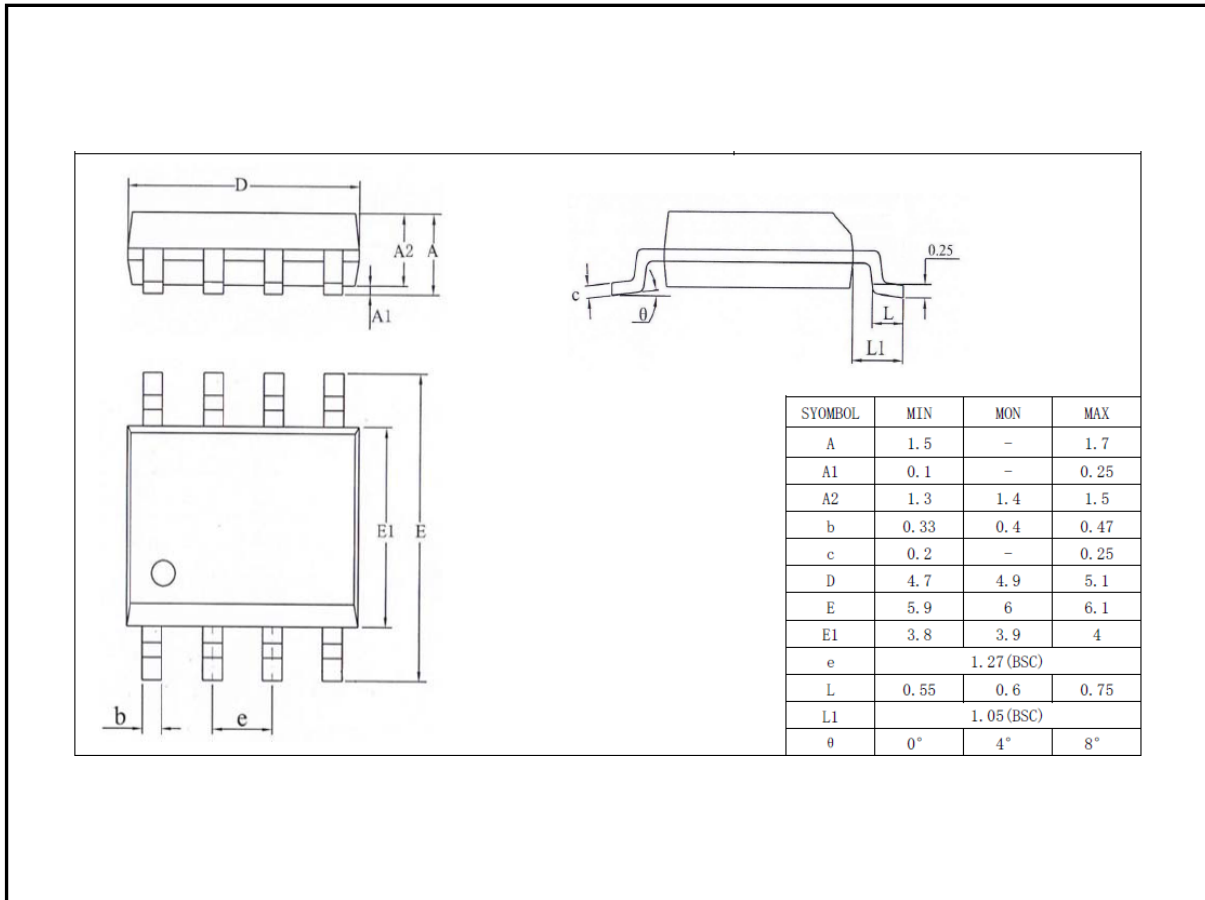 D
A2 A
A1
c
θ
0.25
L
L1
E1 E
b
e
SYOMBOL MIN MON MAX
A 1.5 - 1.7
A1 0.1 - 0.25
A2 1.3 1.4 1.5
b 0.33 0.4 0.47
c 0.2 - 0.25
D 4.7 4.9 5.1
E 5.9 6 6.1
E1 3.8 3.9 4
e 1.27(BSC)
L 0.55 0.6 0.75
L1 1.05(BSC)
θ 0° 4° 8°